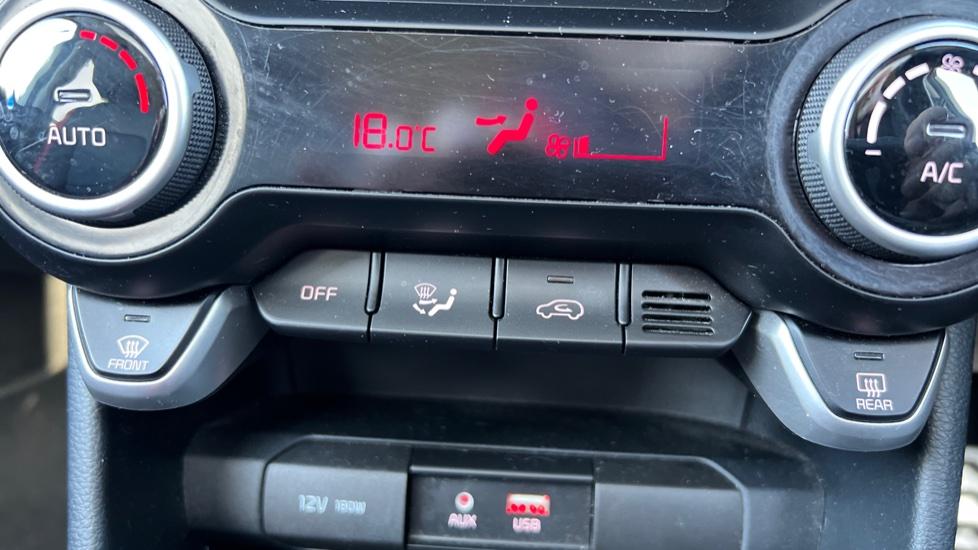 18.0°C
AUTO
A/C
OFF
FRONT
REAR
12V 180W
AUX
USB